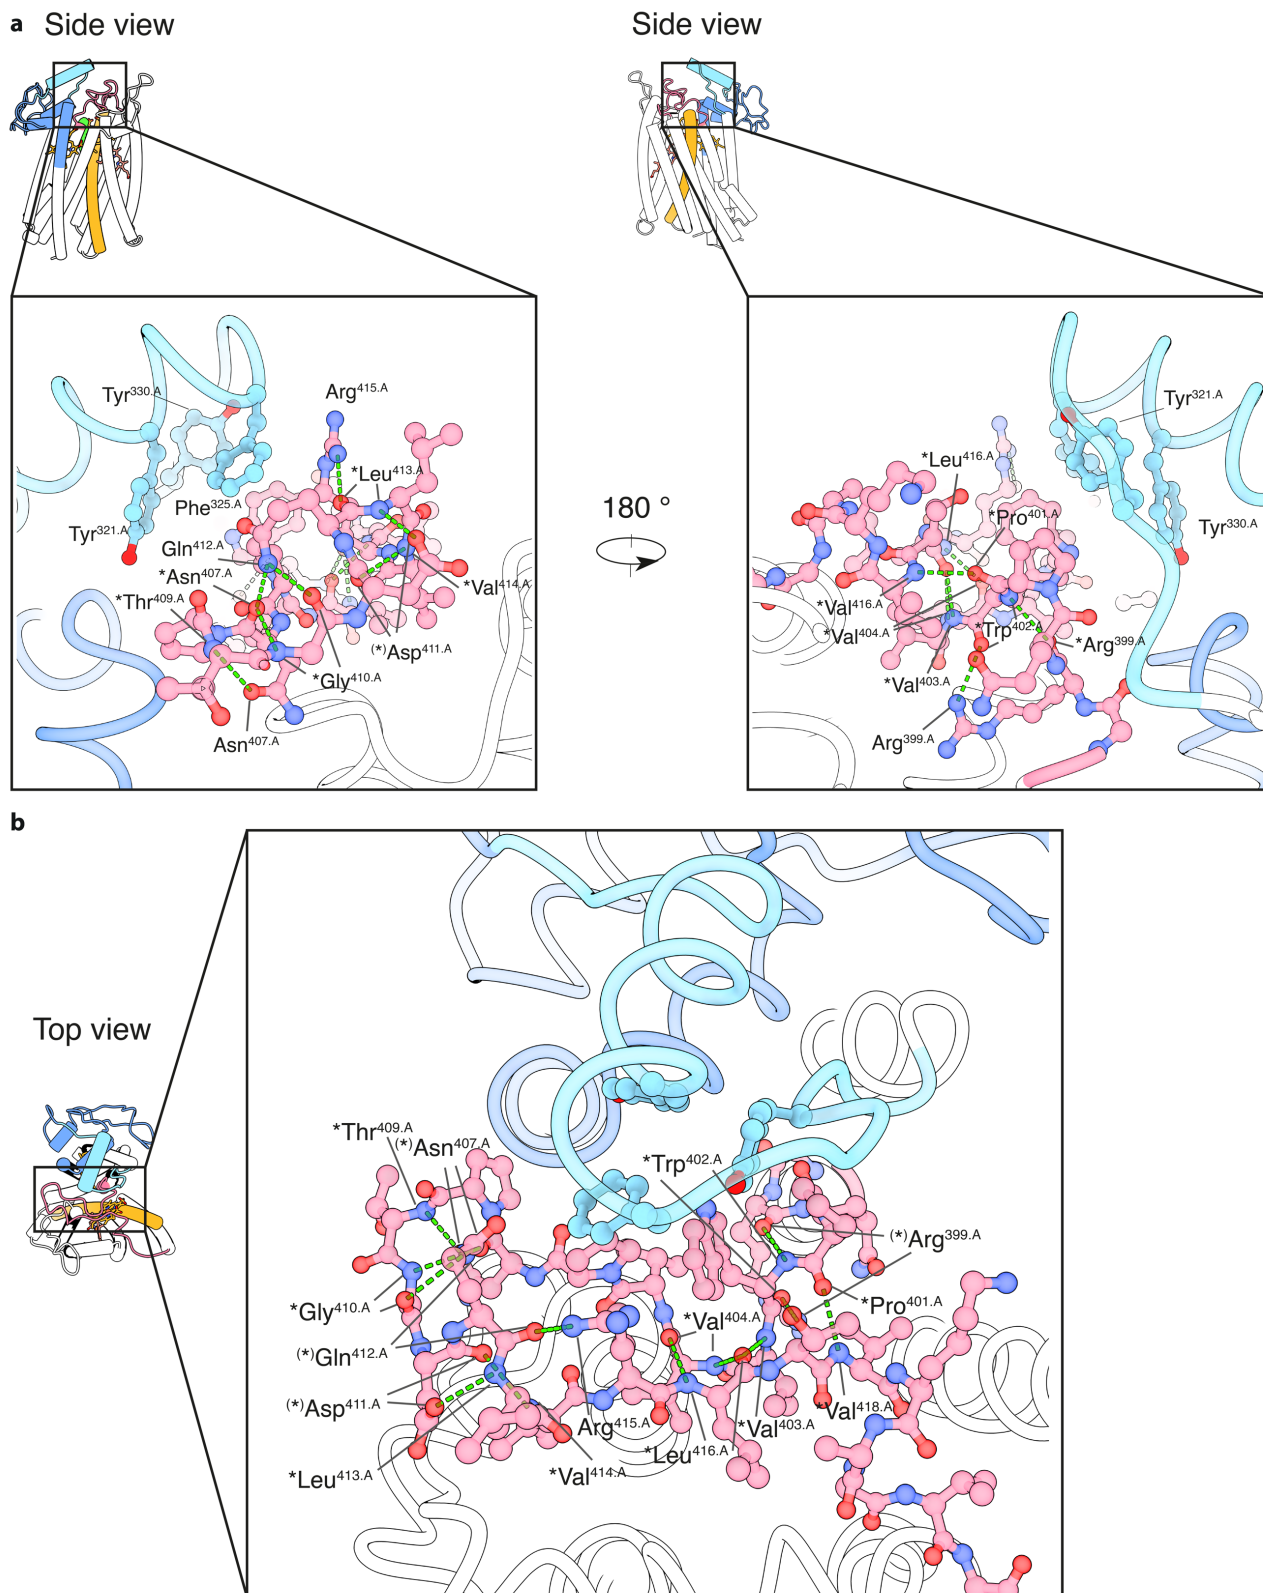 a Side view
Side view
Tyr330.A
Arg415.A
*Leu413.A
Phe325.A
Tyr321.A
Gln412.A
*Asn407.A
*Thr409.A
*Val414.A
(*)Asp411.A
*Gly410.A
Asn407.A
180 °
Tyr321.A
*Leu416.A
*Pro401.A
Tyr330.A
*Val416.A
*Val404.A
*Trp402.A
*Arg399.A
*Val403.A
Arg399.A
b
Top view
*Thr409.A
(*)Asn407.A
*Trp402.A
(*)Arg399.A
*Gly410.A
*Pro401.A
*Val404.A
(*)Gln412.A
(*)Asp411.A
Arg415.A
*Val418.A
*Val403.A
*Leu416.A
*Leu413.A
*Val414.A